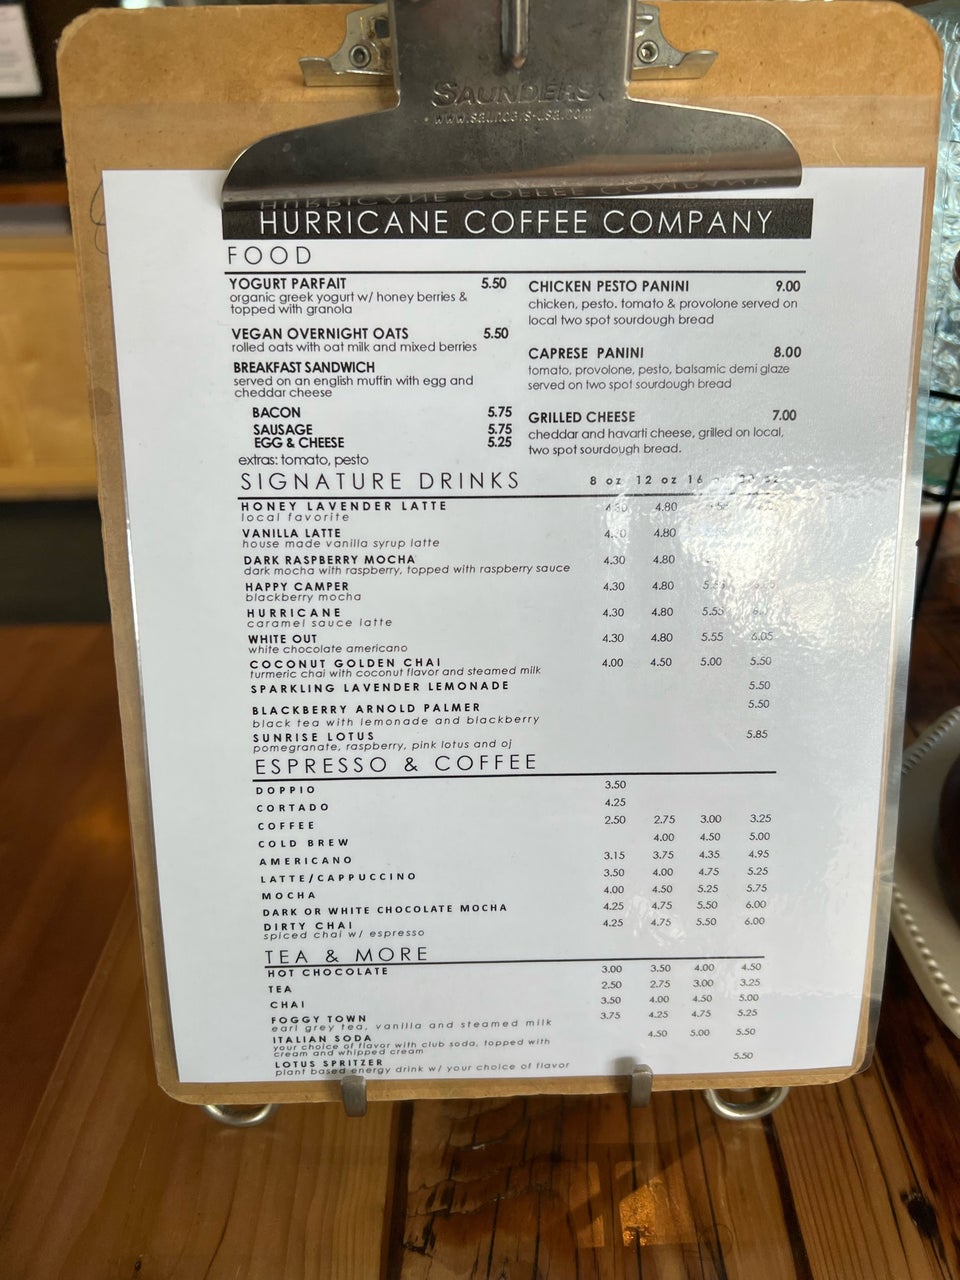 SAUNDERS
www.saunders-usa.com
HURRICANE COFFEE COMPANY
FOOD
YOGURT PARFAIT 5.50
organic greek yogurt w/ honey berries &
topped with granola
VEGAN OVERNIGHT OATS 5.50
rolled oats with oat milk and mixed berries
BREAKFAST SANDWICH
served on an english muffin with egg and
cheddar cheese
BACON 5.75
SAUSAGE 5.75
EGG & CHEESE 5.25
extras: tomato, pesto
CHICKEN PESTO PANINI 9.00
chicken, pesto. tomato & provolone served on
local two spot sourdough bread
CAPRESE PANINI 8.00
tomato, provolone, pesto, balsamic demi glaze
served on two spot sourdough bread
GRILLED CHEESE 7.00
cheddar and havarti cheese, grilled on local,
two spot sourdough bread.
SIGNATURE DRINKS 8 oz 12 oz 16
HONEY LAVENDER LATTE 4.30 4.80
local favorite
VANILLA LATTE 4.80
house made vanilla syrup latte
DARK RASPBERRY MOCHA 4.30 4.80
dark mocha with raspberry, topped with raspberry sauce
HAPPY CAMPER 4.30 4.80 5.55
blackberry mocha
HURRICANE 4.30 4.80 5.55
caramel sauce latte
WHITE OUT 4.30 4.80 5.55 6.05
white chocolate americano
COCONUT GOLDEN CHAI 4.00 4.50 5.00 5.50
turmeric chai with coconut flavor and steamed milk
SPARKLING LAVENDER LEMONADE 5.50
BLACKBERRY ARNOLD PALMER 5.50
black tea with lemonade and blackberry
SUNRISE LOTUS 5.85
pomegranate, raspberry, pink lotus and oj
ESPRESSO & COFFEE
DOPPIO 3.50
CORTADO 4.25
COFFEE 2.50 2.75 3.00 3.25
COLD BREW 4.00 4.50 5.00
AMERICANO 3.15 3.75 4.35 4.95
LATTE/CAPPUCCINO 3.50 4.00 4.75 5.25
MOCHA 4.00 4.50 5.25 5.75
DARK OR WHITE CHOCOLATE MOCHA 4.25 4.75 5.50 6.00
DIRTY CHAI 4.25 4.75 5.50 6.00
spiced chai w/ espresso
TEA & MORE
HOT CHOCOLATE 3.00 3.50 4.00 4.50
TEA 2.50 2.75 3.00 3.25
CHAI 3.50 4.00 4.50 5.00
FOGGY TOWN 3.75 4.25 4.75 5.25
earl grey tea, vanilla and steamed milk
ITALIAN SODA 4.50 5.00 5.50
your choice of flavor with club soda, topped with
cream and whipped cream
LOTUS SPRITZER 5.50
plant based energy drink w/ your choice of flavor